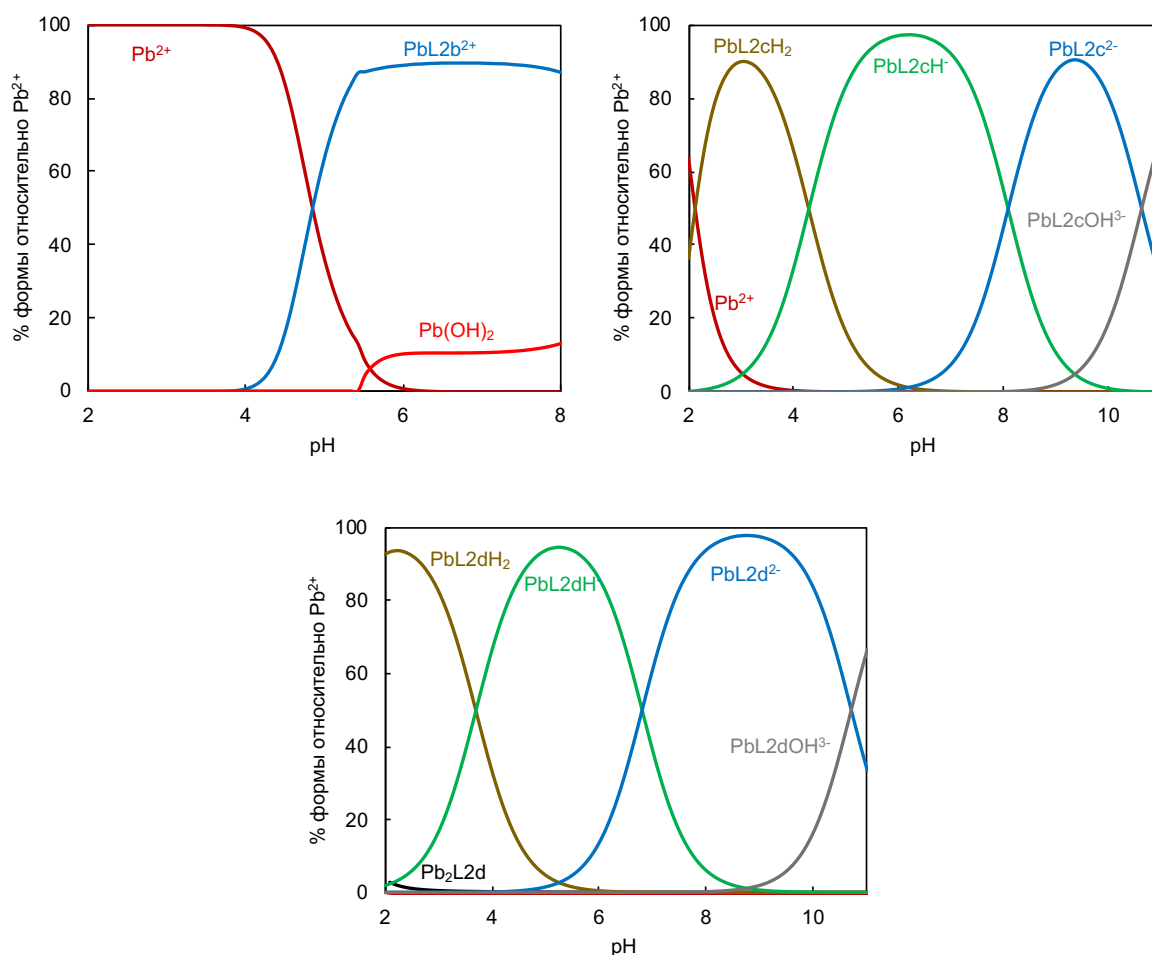 % формы относительно Pb²⁺
100
80
60
40
20
0
Pb²⁺
PbL2b²⁺
Pb(OH)₂
2
4
6
8
pH
% формы относительно Pb²⁺
100
80
60
40
20
0
PbL2cH₂
PbL2cH⁻
PbL2c²⁻
PbL2cOH³⁻
Pb²⁺
2
4
6
8
10
pH
% формы относительно Pb²⁺
100
80
60
40
20
0
PbL2dH₂
PbL2dH⁻
PbL2d²⁻
PbL2dOH³⁻
Pb₂L2d
2
4
6
8
10
pH